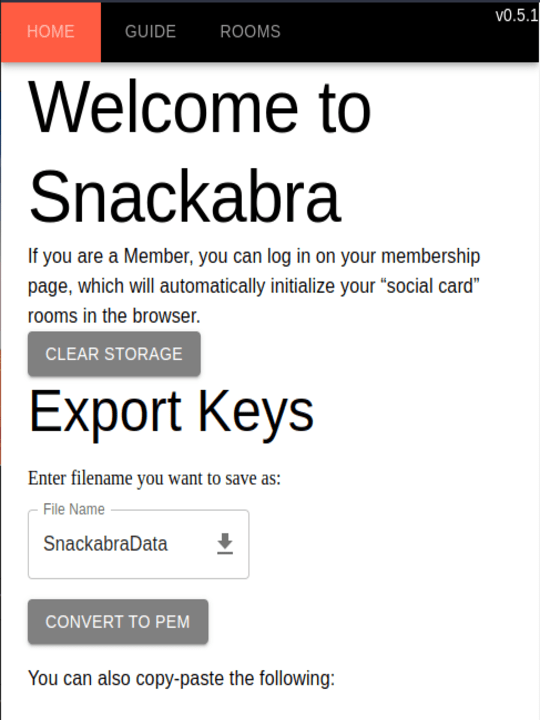 HOME GUIDE ROOMS v0.5.1
Welcome to
Snackabra
If you are a Member, you can log in on your membership
page, which will automatically initialize your “social card”
rooms in the browser.
CLEAR STORAGE
Export Keys
Enter filename you want to save as:
File Name
SnackabraData
CONVERT TO PEM
You can also copy-paste the following: